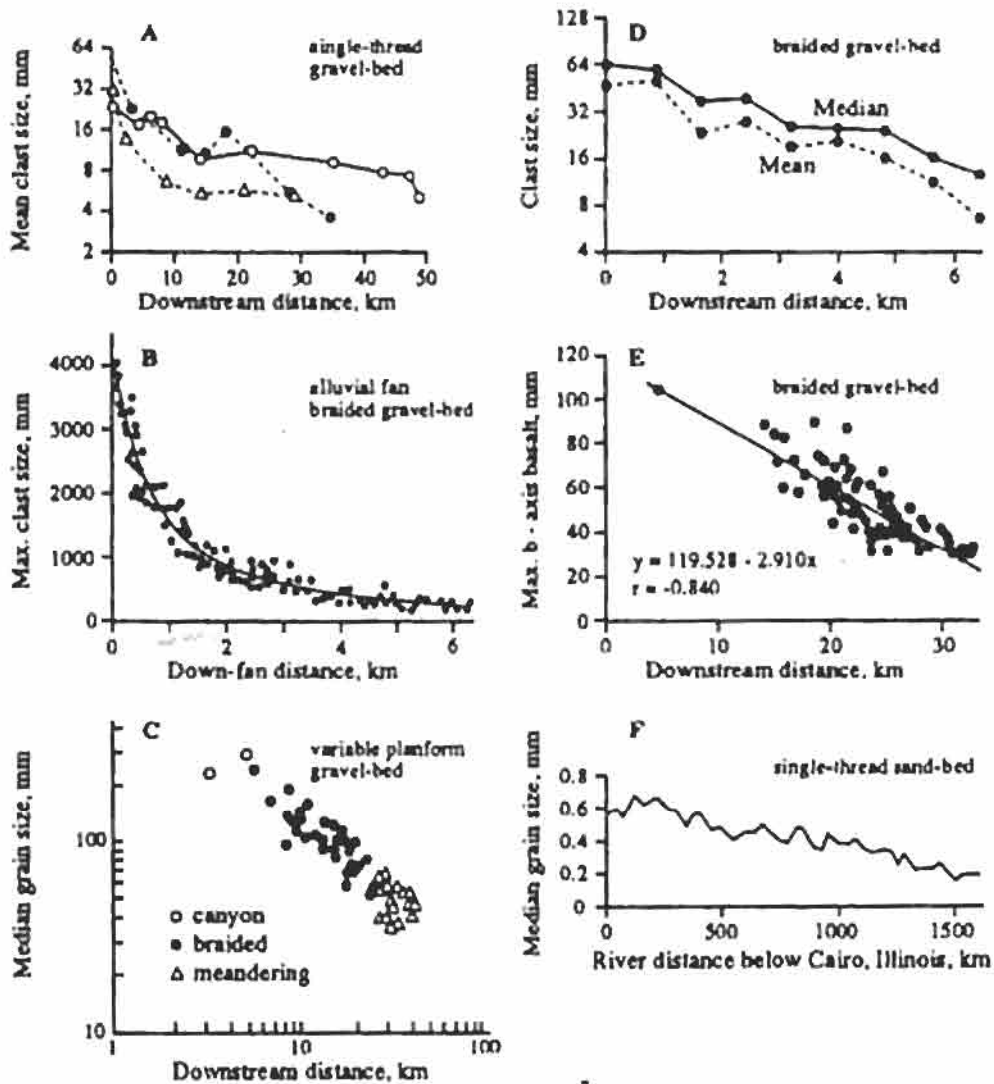 A
single-thread
gravel-bed
Mean clast size, mm
64
32
16
8
4
2
0
10
20
30
40
50
Downstream distance, km
D
braided gravel-bed
Clast size, mm
128
64
32
16
8
4
Median
Mean
0
2
4
6
Downstream distance, km
B
alluvial fan
braided gravel-bed
Max. clast size, mm
4000
3000
2000
1000
0
0
2
4
6
Down-fan distance, km
E
braided gravel-bed
Max. b - axis basalt, mm
120
100
80
60
40
20
0
y = 119.528 - 2.910x
r = -0.840
0
10
20
30
Downstream distance, km
C
variable planform
gravel-bed
Median grain size, mm
100
10
canyon
braided
meandering
1
10
100
Downstream distance, km
F
single-thread sand-bed
Median grain size, mm
0.8
0.6
0.4
0.2
0
0
500
1000
1500
River distance below Cairo, Illinois, km